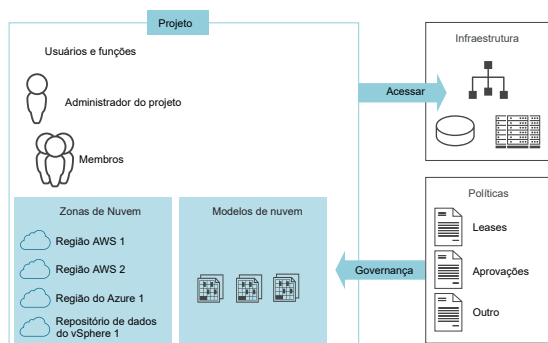 Projeto
Usuários e funções
Administrador do projeto
Membros
Zonas de Nuvem
Região AWS 1
Região AWS 2
Região do Azure 1
Repositório de dados
do vSphere 1
Modelos de nuvem
Acessar
Infraestrutura
Governança
Políticas
Leases
Aprovações
Outro